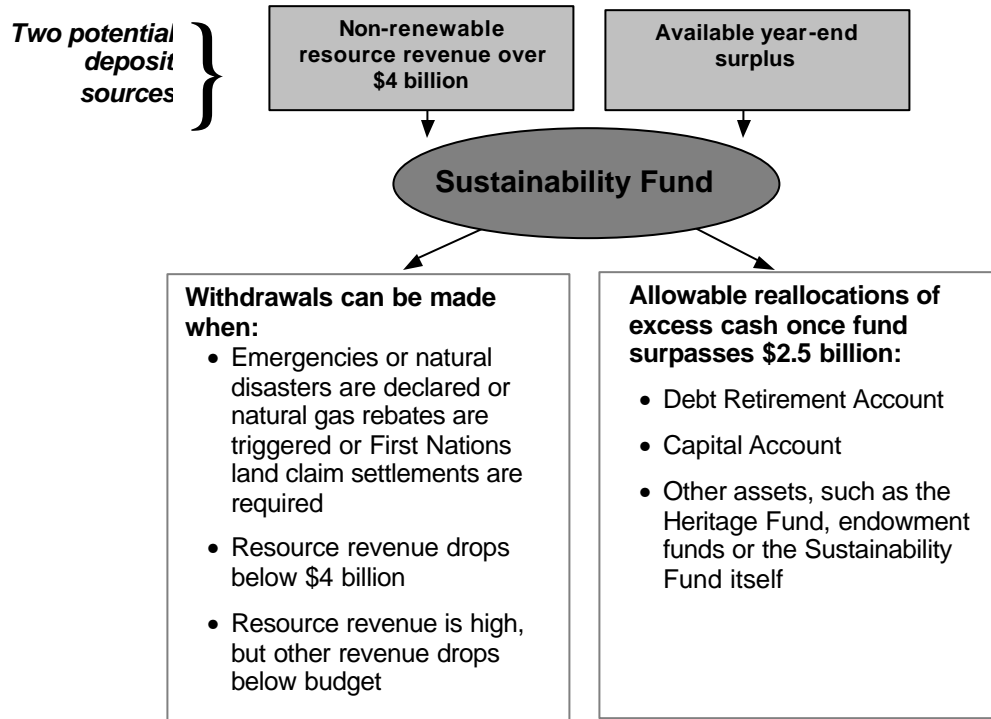 Two potential
deposit
sources
Non-renewable
resource revenue over
$4 billion
Available year-end
surplus
Sustainability Fund
Withdrawals can be made
when:
• Emergencies or natural
disasters are declared or
natural gas rebates are
triggered or First Nations
land claim settlements are
required
• Resource revenue drops
below $4 billion
• Resource revenue is high,
but other revenue drops
below budget
Allowable reallocations of
excess cash once fund
surpasses $2.5 billion:
• Debt Retirement Account
• Capital Account
• Other assets, such as the
Heritage Fund, endowment
funds or the Sustainability
Fund itself